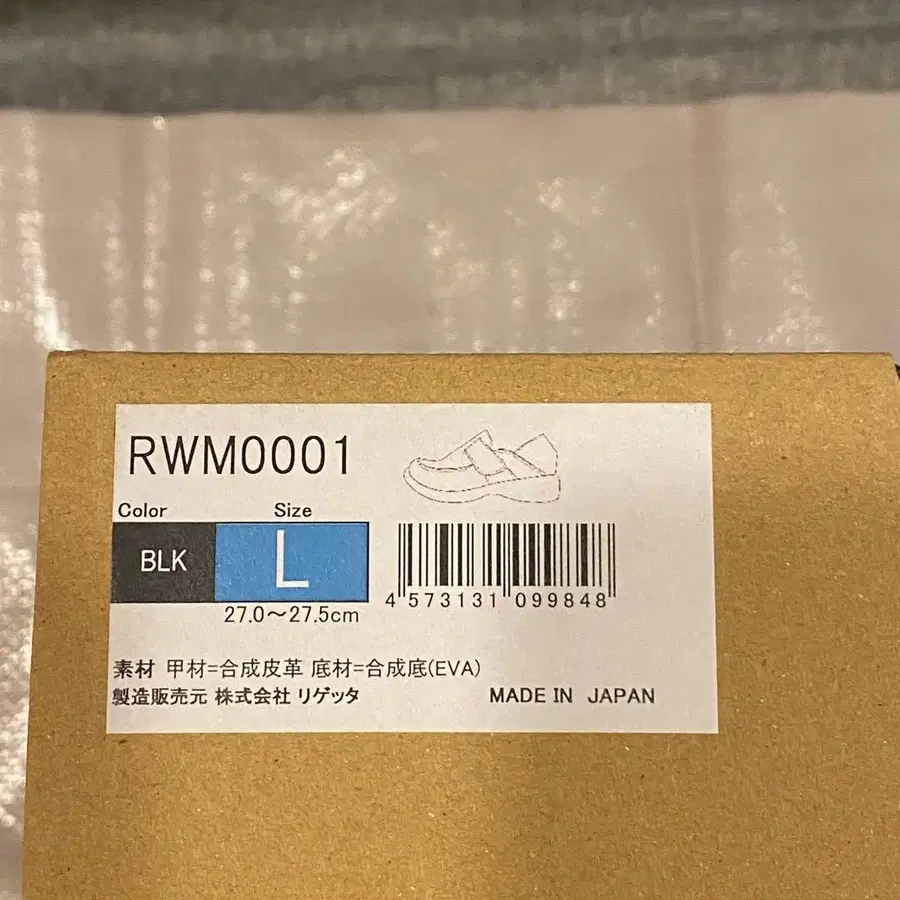 RWM0001
Color Size
BLK L
27.0～27.5cm
4 573131 099848
素材 甲材=合成皮革 底材=合成底(EVA)
製造販売元 株式会社 リゲッタ MADE IN JAPAN